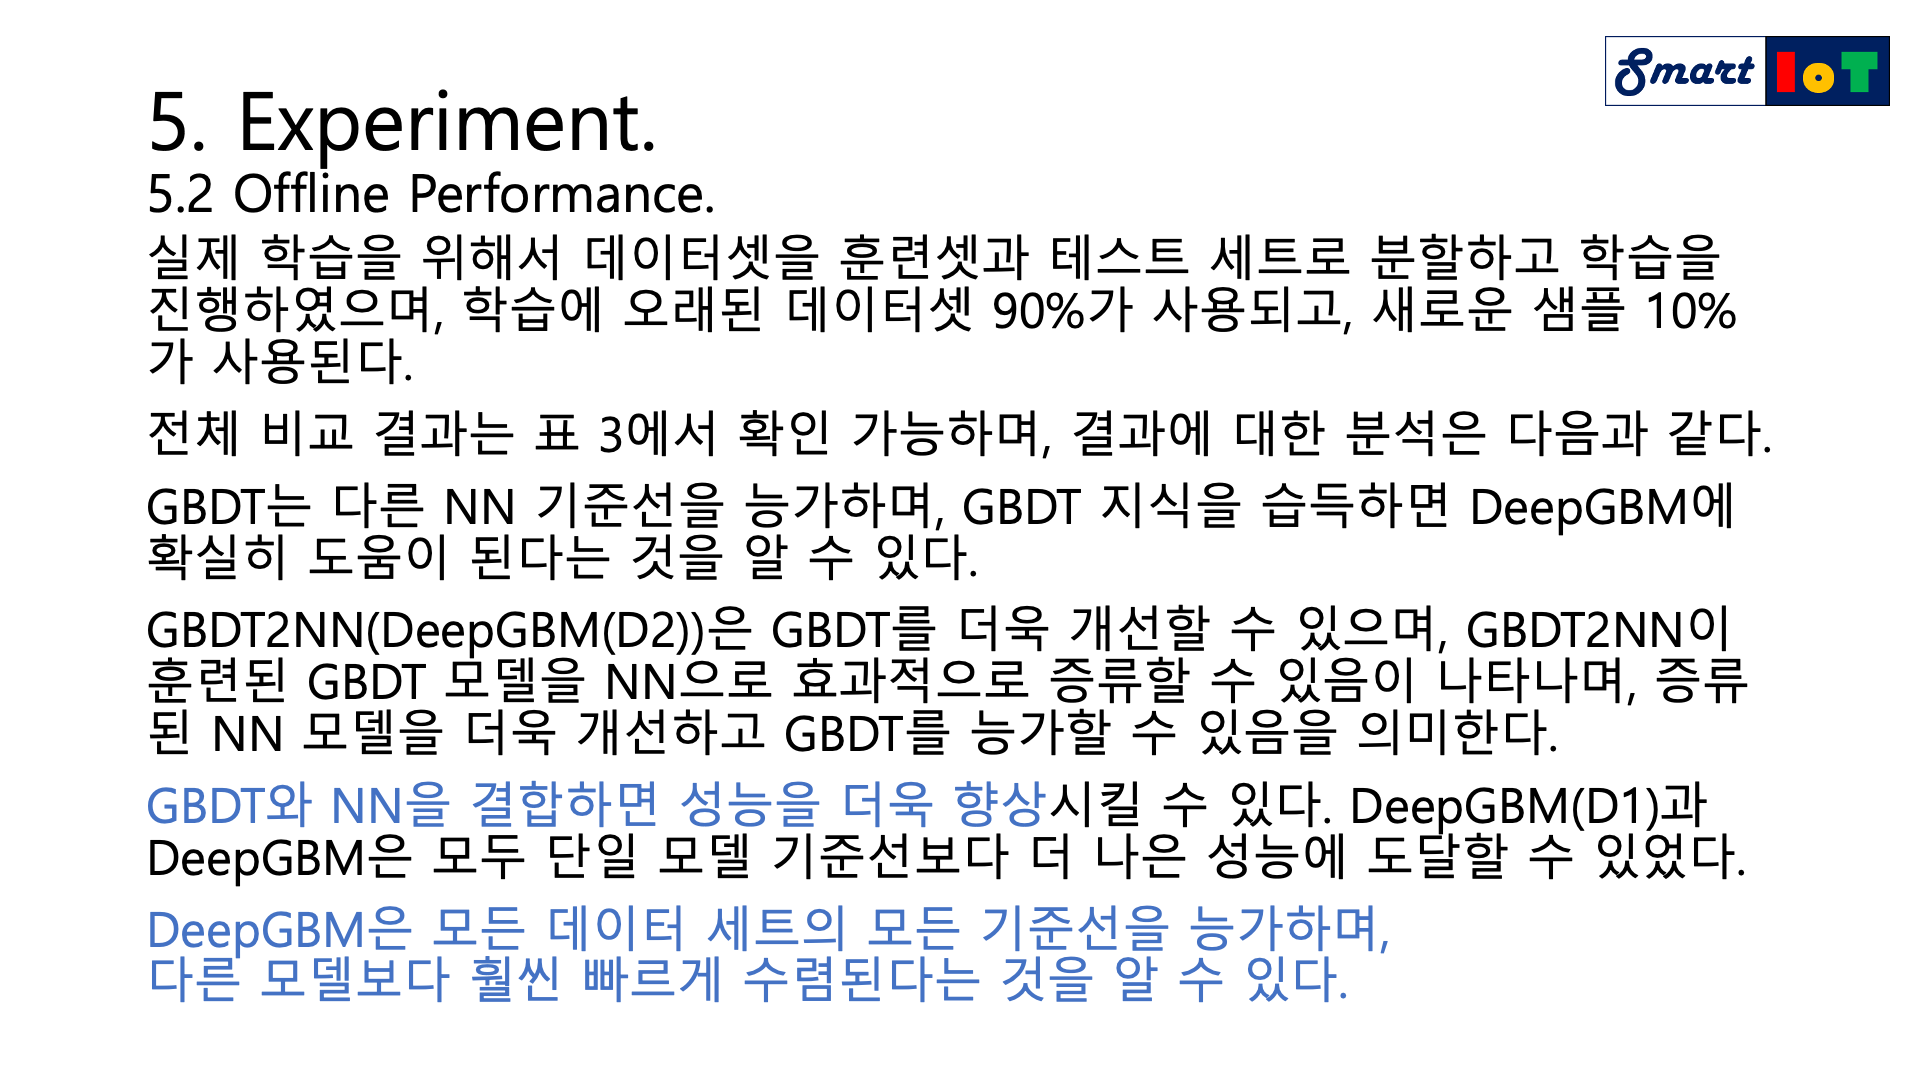 Smart IoT
5. Experiment.
5.2 Offline Performance.
실제 학습을 위해서 데이터셋을 훈련셋과 테스트 세트로 분할하고 학습을
진행하였으며, 학습에 오래된 데이터셋 90%가 사용되고, 새로운 샘플 10%
가 사용된다.
전체 비교 결과는 표 3에서 확인 가능하며, 결과에 대한 분석은 다음과 같다.
GBDT는 다른 NN 기준선을 능가하며, GBDT 지식을 습득하면 DeepGBM에
확실히 도움이 된다는 것을 알 수 있다.
GBDT2NN(DeepGBM(D2))은 GBDT를 더욱 개선할 수 있으며, GBDT2NN이
훈련된 GBDT 모델을 NN으로 효과적으로 증류할 수 있음이 나타나며, 증류
된 NN 모델을 더욱 개선하고 GBDT를 능가할 수 있음을 의미한다.
GBDT와 NN을 결합하면 성능을 더욱 향상시킬 수 있다. DeepGBM(D1)과
DeepGBM은 모두 단일 모델 기준선보다 더 나은 성능에 도달할 수 있었다.
DeepGBM은 모든 데이터 세트의 모든 기준선을 능가하며,
다른 모델보다 훨씬 빠르게 수렴된다는 것을 알 수 있다.